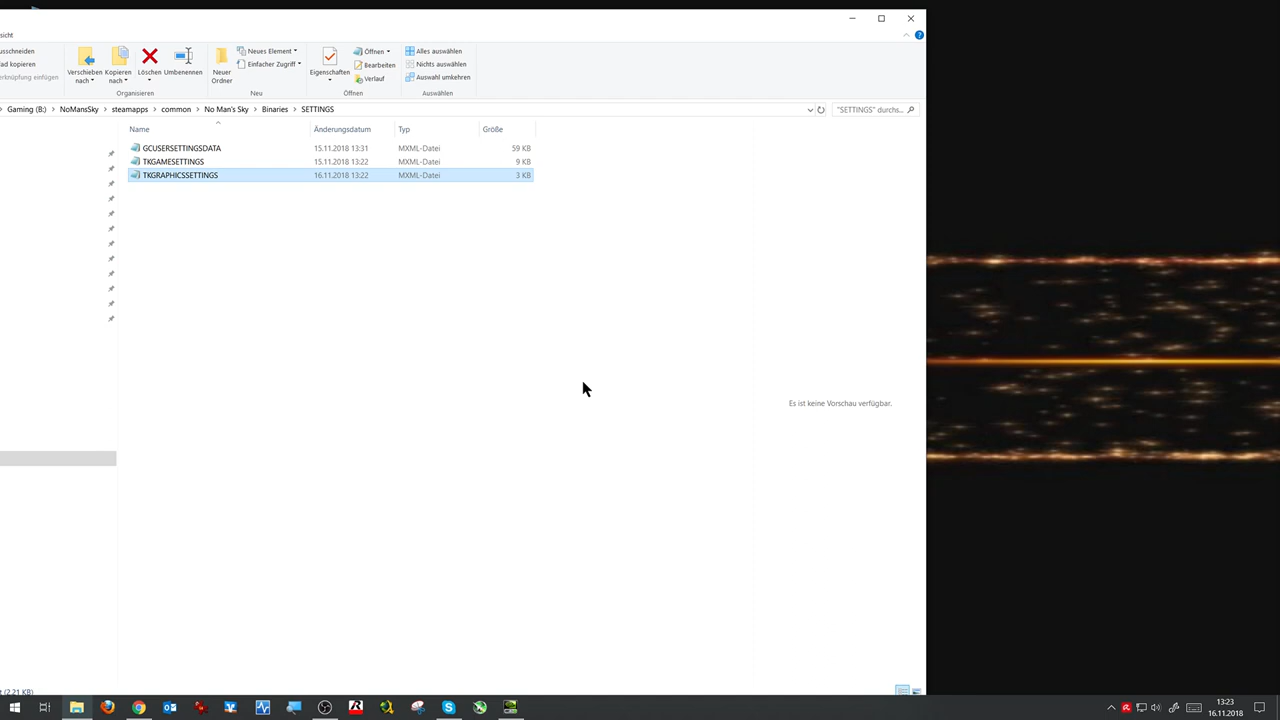 sicht
usschneiden
fad kopieren
erknüpfung einfügen
Verschieben nach
Kopieren nach
Löschen
Umbenennen
Organisieren
Neuer Ordner
Neues Element
Einfacher Zugriff
Neu
Eigenschaften
Öffnen
Bearbeiten
Verlauf
Öffnen
Alles auswählen
Nichts auswählen
Auswahl umkehren
Auswählen
Gaming (B:) > NoMansSky > steamapps > common > No Man's Sky > Binaries > SETTINGS
"SETTINGS" durchs...
Name Änderungsdatum Typ Größe
GCUSERSETTINGSDATA 15.11.2018 13:31 MXML-Datei 59 KB
TKGAMESETTINGS 15.11.2018 13:22 MXML-Datei 9 KB
TKGRAPHICSSETTINGS 16.11.2018 13:22 MXML-Datei 3 KB
Es ist keine Vorschau verfügbar.
t (2,21 KB)
13:23
16.11.2018